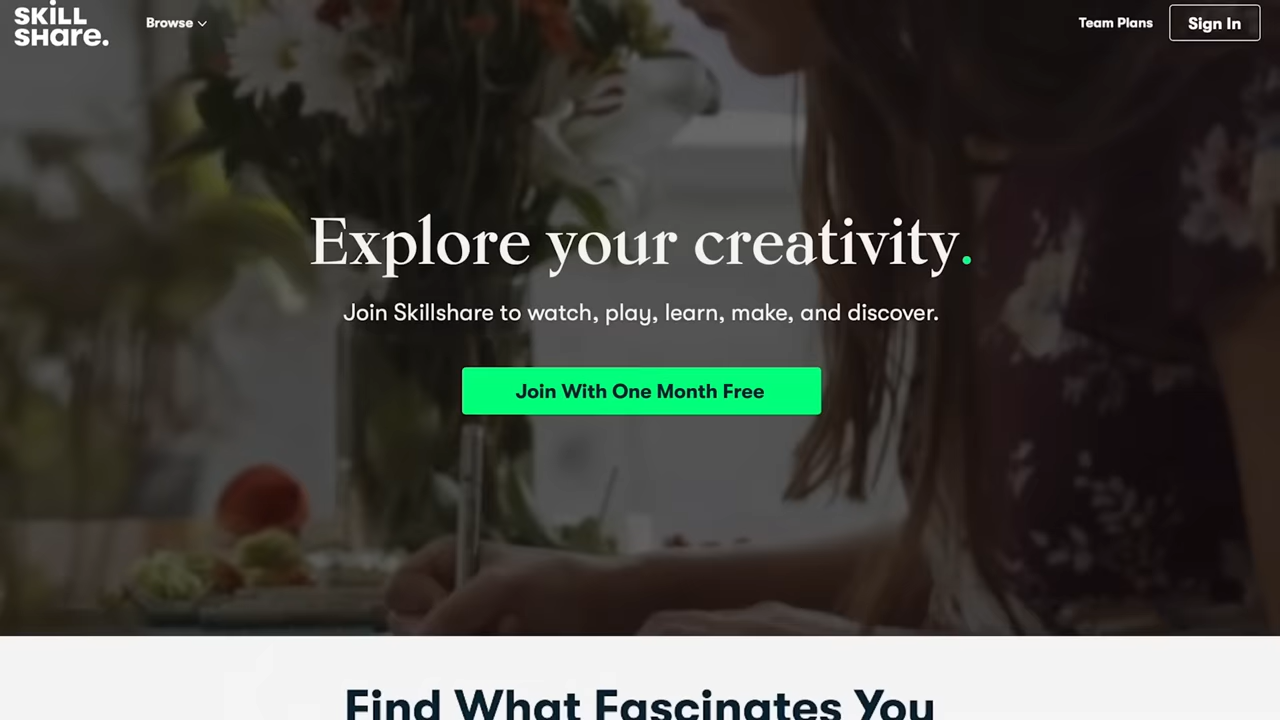 SKiLL
SHare.
Browse
Team Plans
Sign In
Explore your creativity.
Join Skillshare to watch, play, learn, make, and discover.
Join With One Month Free
Find What Fascinates You